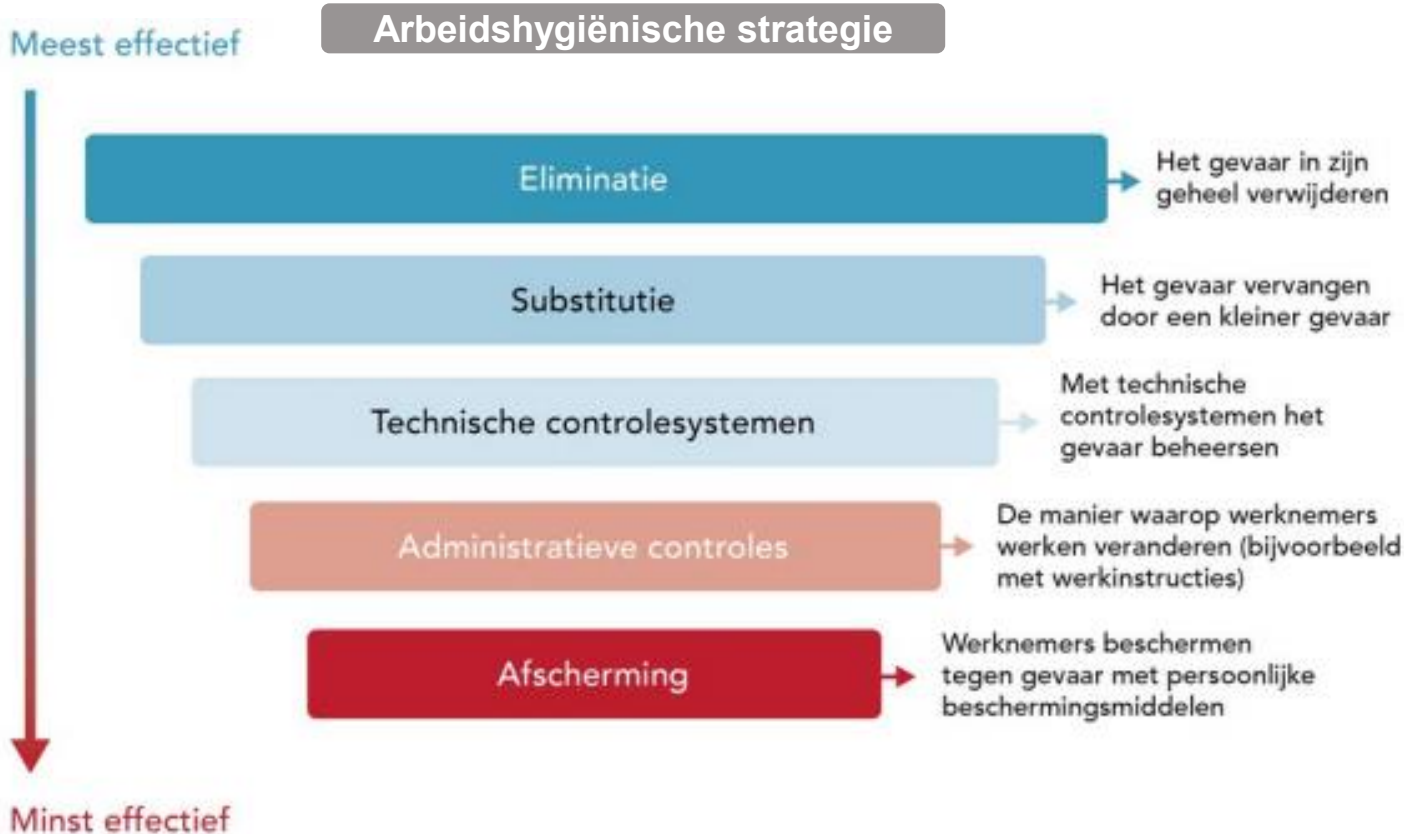 Arbeidshygiënische strategie
Meest effectief
Eliminatie
Het gevaar in zijn
geheel verwijderen
Substitutie
Het gevaar vervangen
door een kleiner gevaar
Technische controlesystemen
Met technische
controlesystemen het
gevaar beheersen
Administratieve controles
De manier waarop werknemers
werken veranderen (bijvoorbeeld
met werkinstructies)
Afscherming
Werknemers beschermen
tegen gevaar met persoonlijke
beschermingsmiddelen
Minst effectief